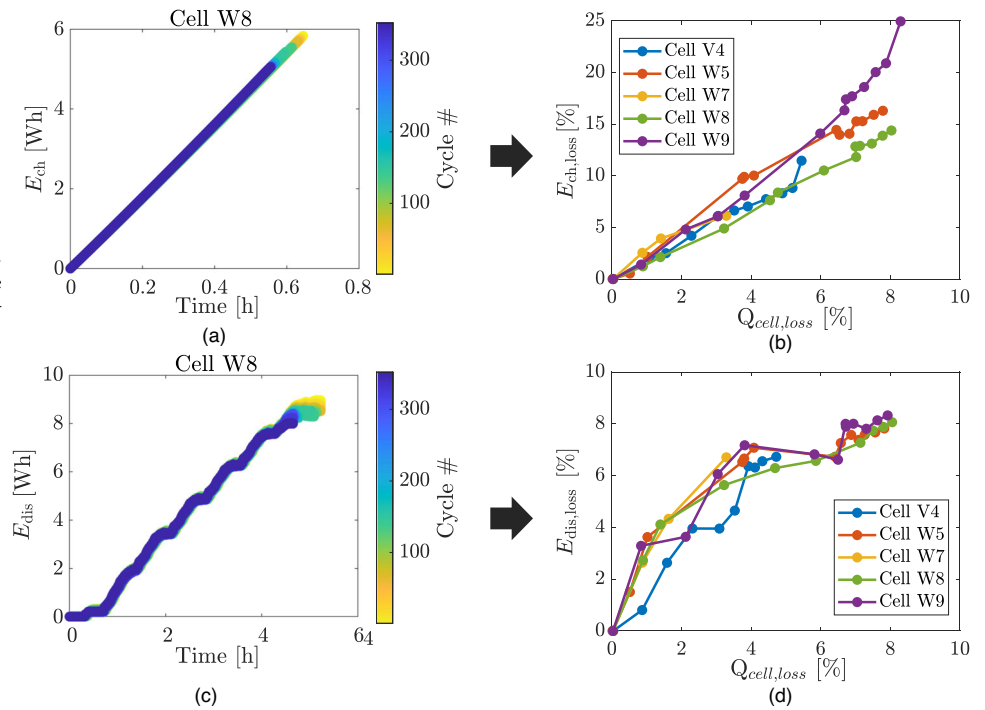 Cell W8
6
4
2
0
E_ch [Wh]
0 0.2 0.4 0.6 0.8
Time [h]
300
200
100
Cycle #
(a)
25
20
15
10
5
0
E_ch,loss [%]
Cell V4
Cell W5
Cell W7
Cell W8
Cell W9
0 2 4 6 8 10
Q_cell,loss [%]
(b)
Cell W8
10
8
6
4
2
0
E_dis [Wh]
0 2 4 64
Time [h]
300
200
100
Cycle #
(c)
10
8
6
4
2
0
E_dis,loss [%]
Cell V4
Cell W5
Cell W7
Cell W8
Cell W9
0 2 4 6 8 10
Q_cell,loss [%]
(d)